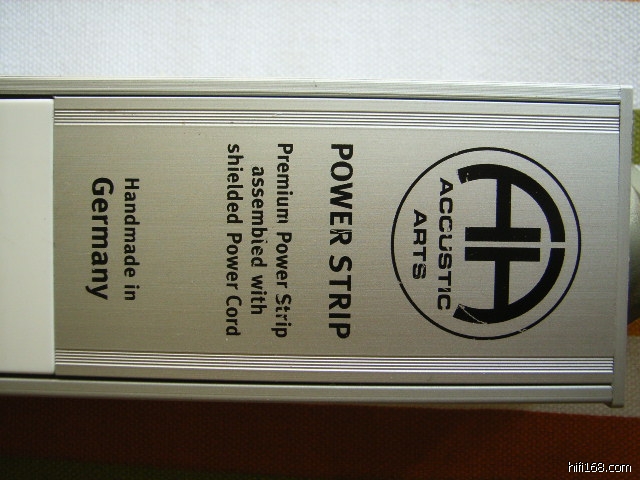 ACCUSTIC
ARTS
POWER STRIP
Premium Power Strip
assembled with
shielded Power Cord
Handmade in
Germany
hifi168.com